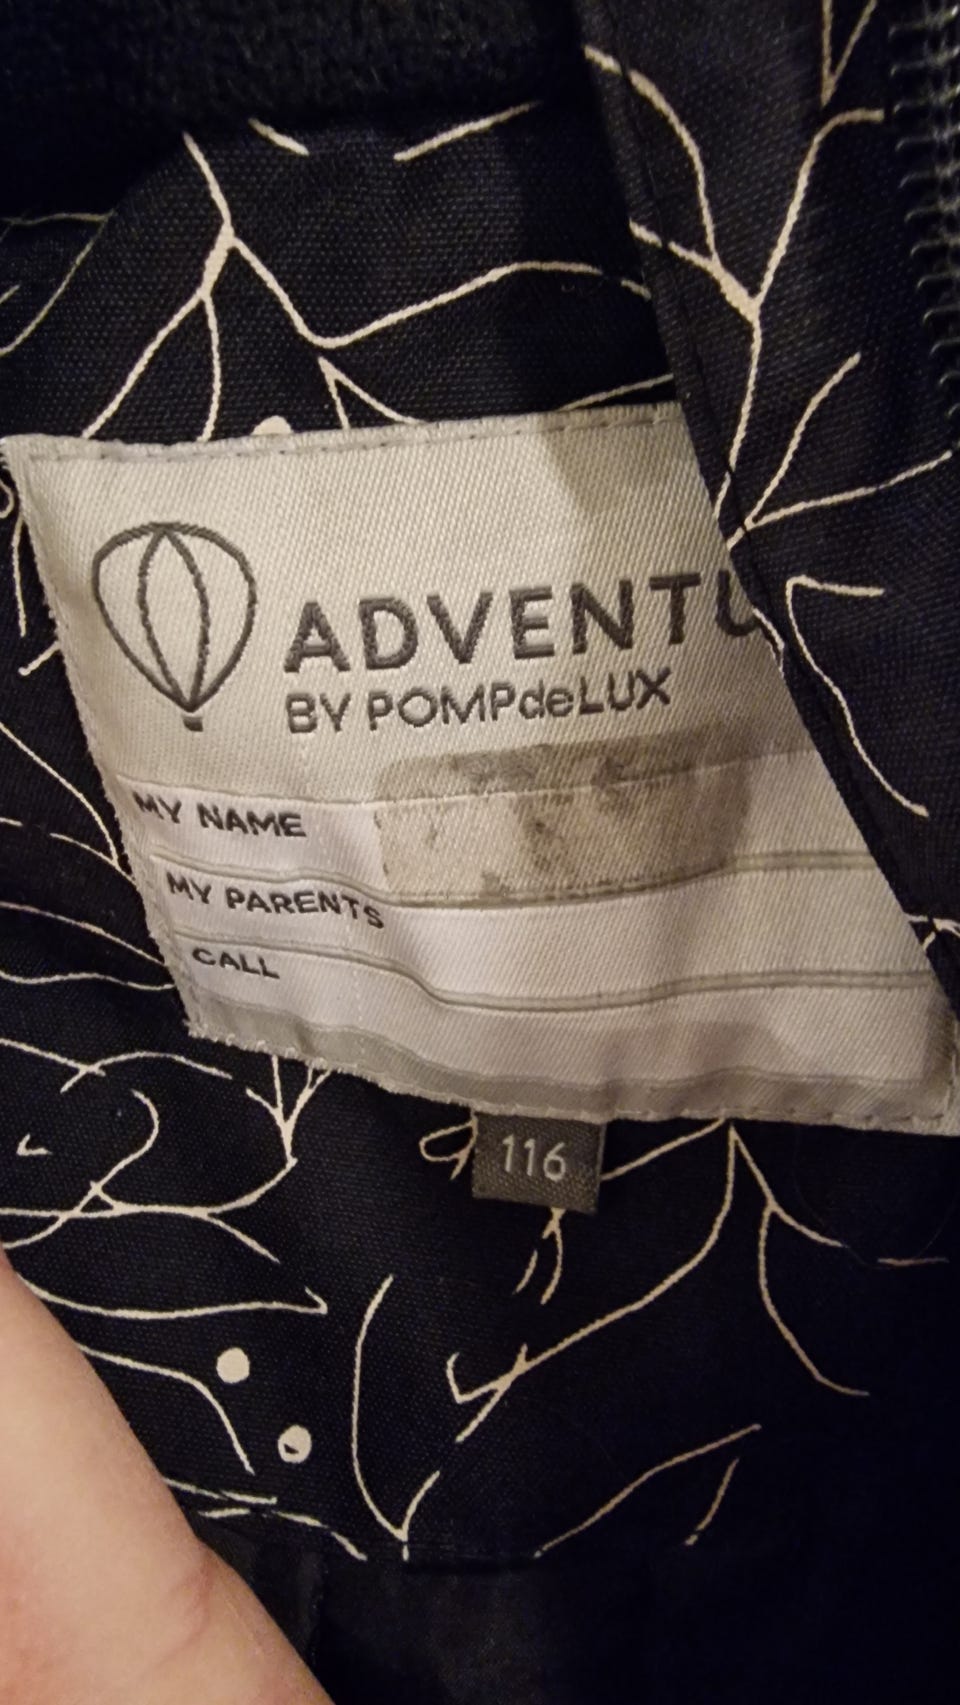 ADVENTU
BY POMPdeLUX
MY NAME
MY PARENTS
CALL
116